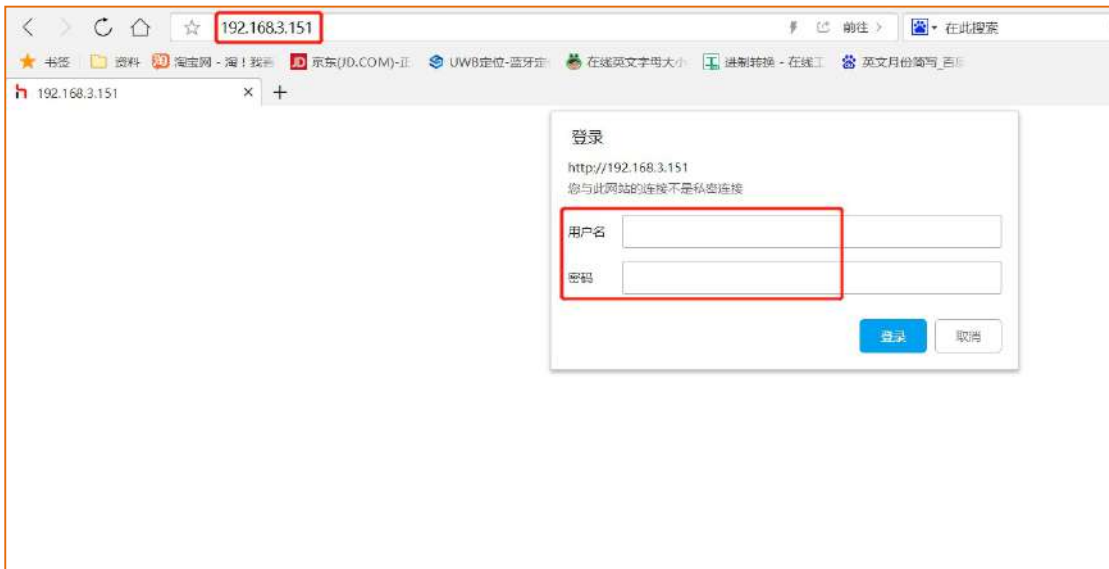 192.168.3.151
前往 >
在此搜索
书签
资料
淘宝网 - 淘！我
京东(JD.COM)-正
UWB定位-蓝牙定
在线英文字母大小
进制转换 - 在线工
英文月份简写_百
192.168.3.151
登录
http://192.168.3.151
您与此网站的连接不是私密连接
用户名
密码
登录
取消